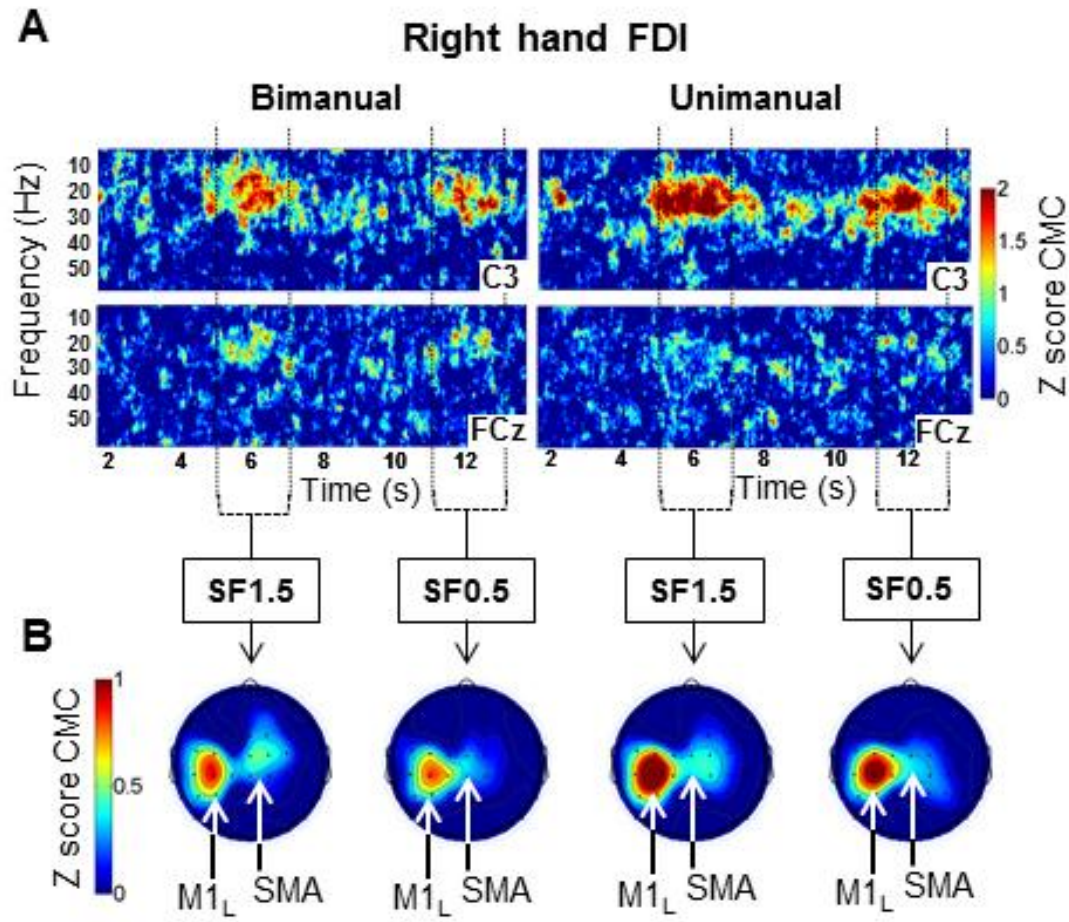 A
Right hand FDI
Bimanual
Unimanual
Frequency (Hz)
10
20
30
40
50
C3
C3
10
20
30
40
50
FCz
FCz
2
1.5
1
0.5
0
Z score CMC
2 4 6 8 10 12
2 4 6 8 10 12
Time (s)
Time (s)
SF1.5
SF0.5
SF1.5
SF0.5
B
Z score CMC
1
0.5
0
M1L SMA
M1L SMA
M1L SMA
M1L SMA